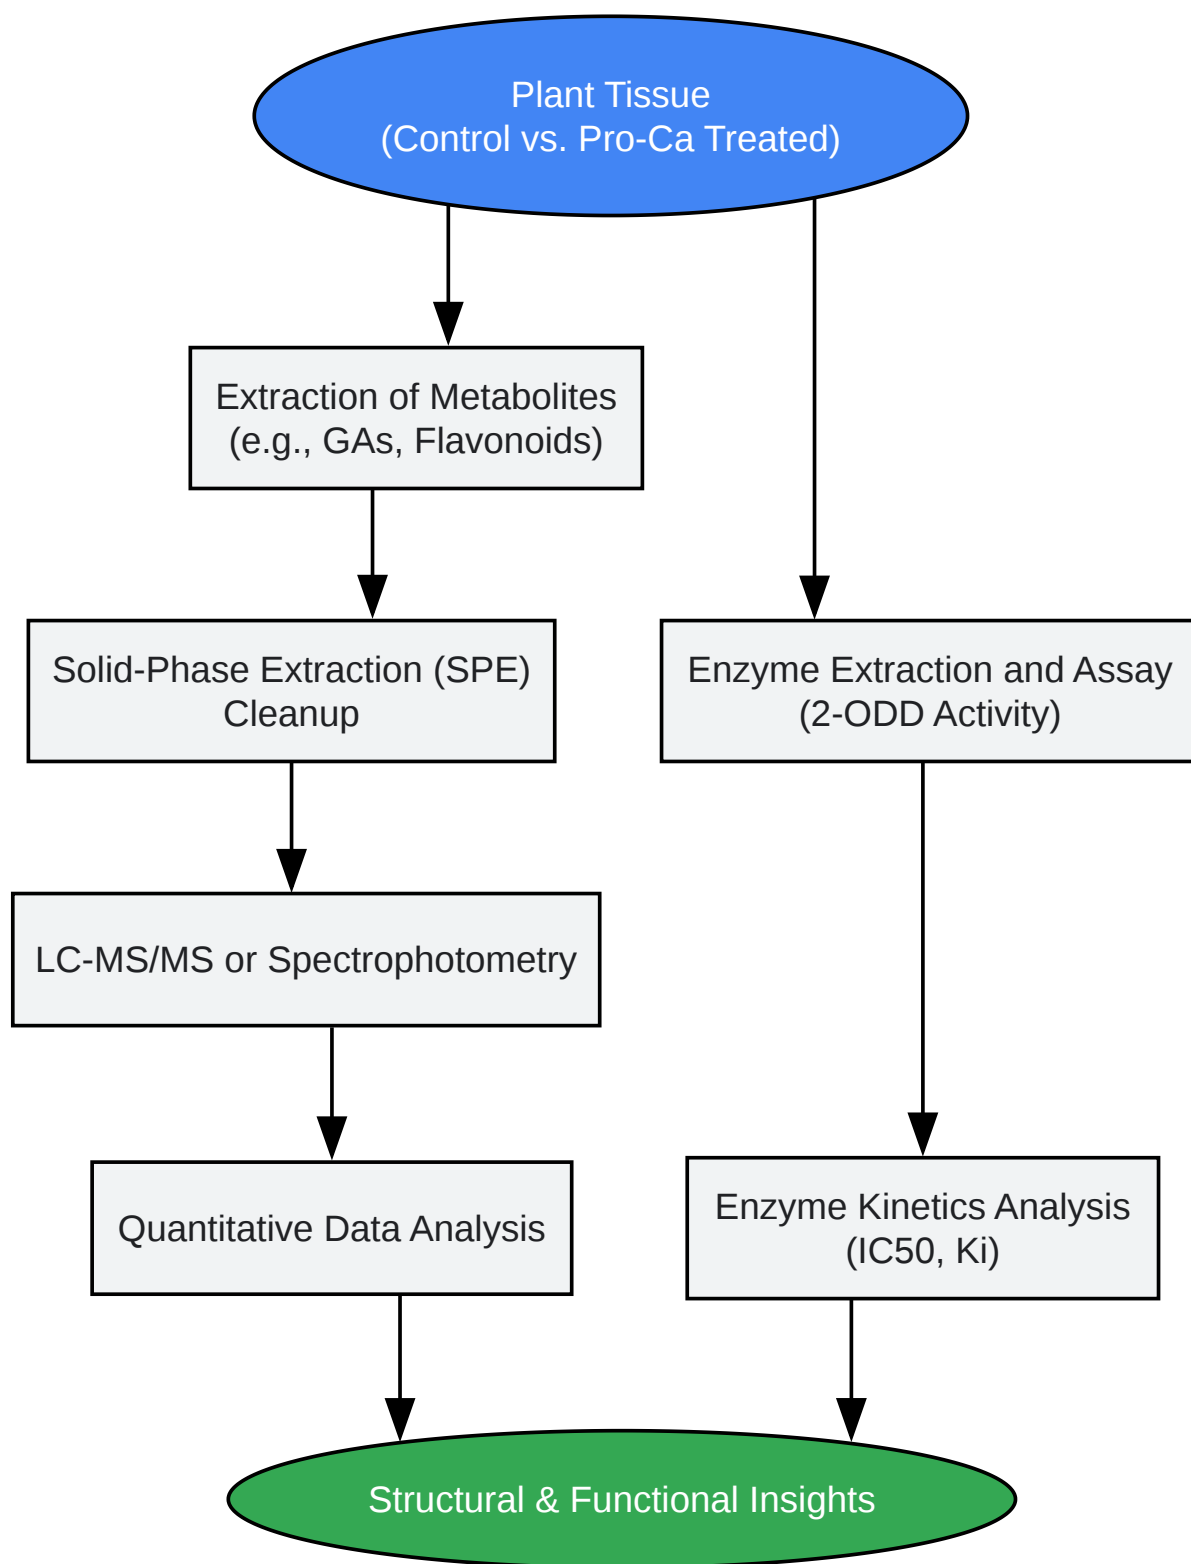 Plant Tissue
(Control vs. Pro-Ca Treated)
Extraction of Metabolites
(e.g., GAs, Flavonoids)
Solid-Phase Extraction (SPE)
Cleanup
Enzyme Extraction and Assay
(2-ODD Activity)
LC-MS/MS or Spectrophotometry
Quantitative Data Analysis
Enzyme Kinetics Analysis
(IC50, Ki)
Structural & Functional Insights